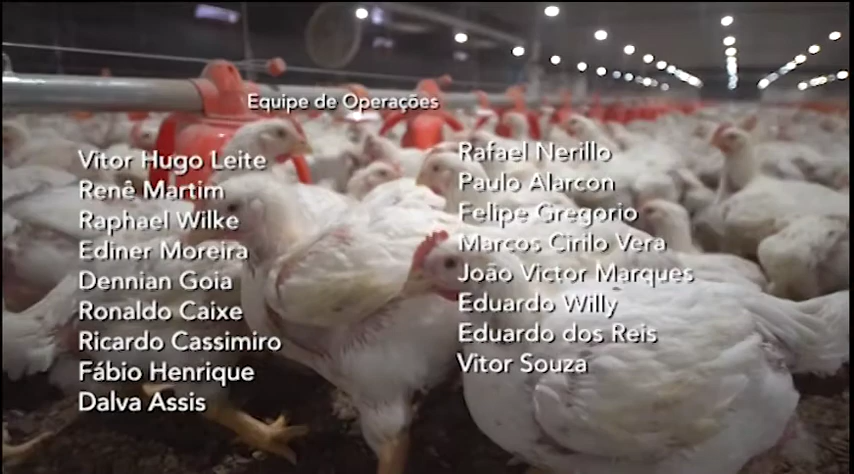 Equipe de Operações
Vitor Hugo Leite
Renê Martim
Raphael Wilke
Ediner Moreira
Dennian Goia
Ronaldo Caixe
Ricardo Cassimiro
Fábio Henrique
Dalva Assis
Rafael Nerillo
Paulo Alarcon
Felipe Gregorio
Marcos Cirilo Vera
João Victor Marques
Eduardo Willy
Eduardo dos Reis
Vitor Souza